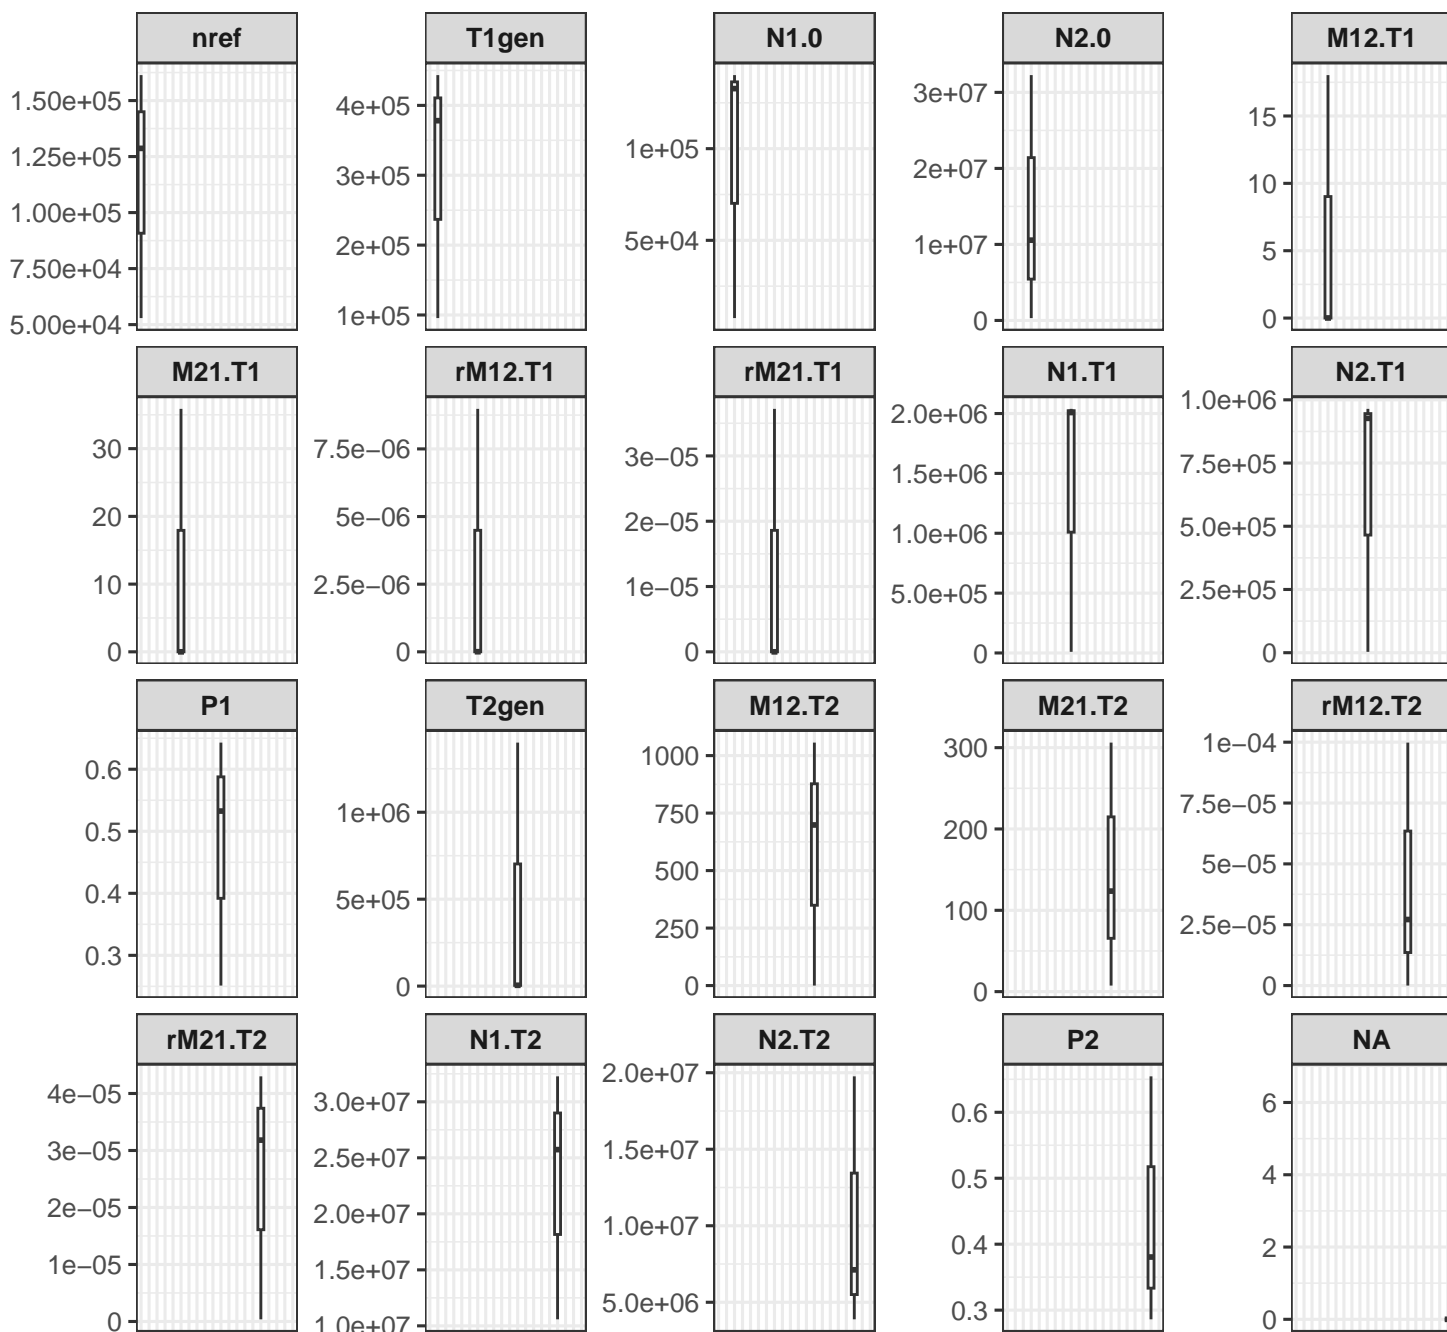 nref T1gen N1.0 N2.0 M12.T1
1.50e+05
1.25e+05
1.00e+05
7.50e+04
5.00e+04
4e+05
3e+05
2e+05
1e+05
1e+05
5e+04
3e+07
2e+07
1e+07
0
15
10
5
0
M21.T1 rM12.T1 rM21.T1 N1.T1 N2.T1
30
20
10
0
7.5e−06
5e−06
2.5e−06
0
3e−05
2e−05
1e−05
0
2.0e+06
1.5e+06
1.0e+06
5.0e+05
0
1.0e+06
7.5e+05
5.0e+05
2.5e+05
0
P1 T2gen M12.T2 M21.T2 rM12.T2
0.6
0.5
0.4
0.3
1e+06
5e+05
0
1000
750
500
250
0
300
200
100
0
1e−04
7.5e−05
5e−05
2.5e−05
0
rM21.T2 N1.T2 N2.T2 P2 NA
4e−05
3e−05
2e−05
1e−05
0
3.0e+07
2.5e+07
2.0e+07
1.5e+07
1.0e+07
2.0e+07
1.5e+07
1.0e+07
5.0e+06
0.6
0.5
0.4
0.3
6
4
2
0